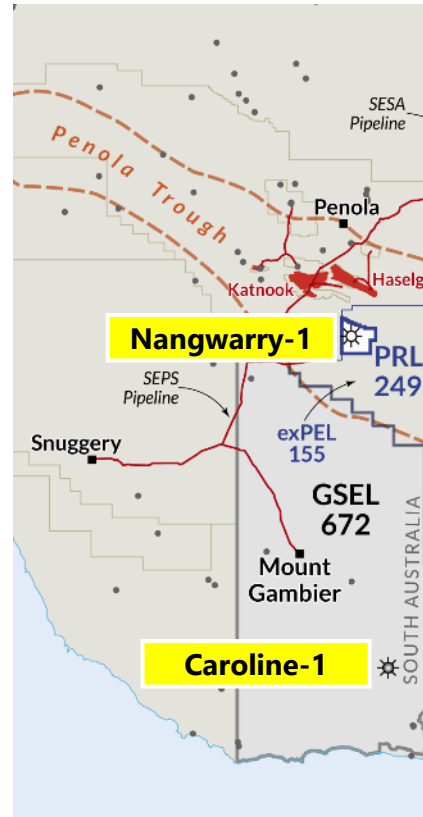 SESA
Pipeline
Penola Trough
Penola
Katnook
Haselg
Nangwarry-1
PRL
249
SEPS
Pipeline
exPEL
155
Snuggery
GSEL
672
Mount
Gambier
SOUTH AUSTRALIA
Caroline-1